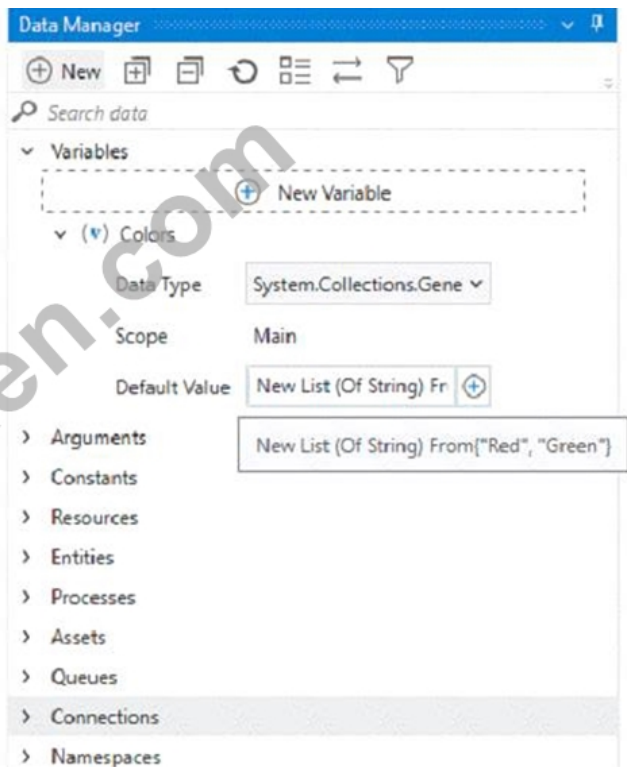 Data Manager
New
Search data
Variables
New Variable
(v) Colors
Data Type System.Collections.Gene
Scope Main
Default Value New List (Of String) Fr
New List (Of String) From{"Red", "Green"}
Arguments
Constants
Resources
Entities
Processes
Assets
Queues
Connections
Namespaces
en.com